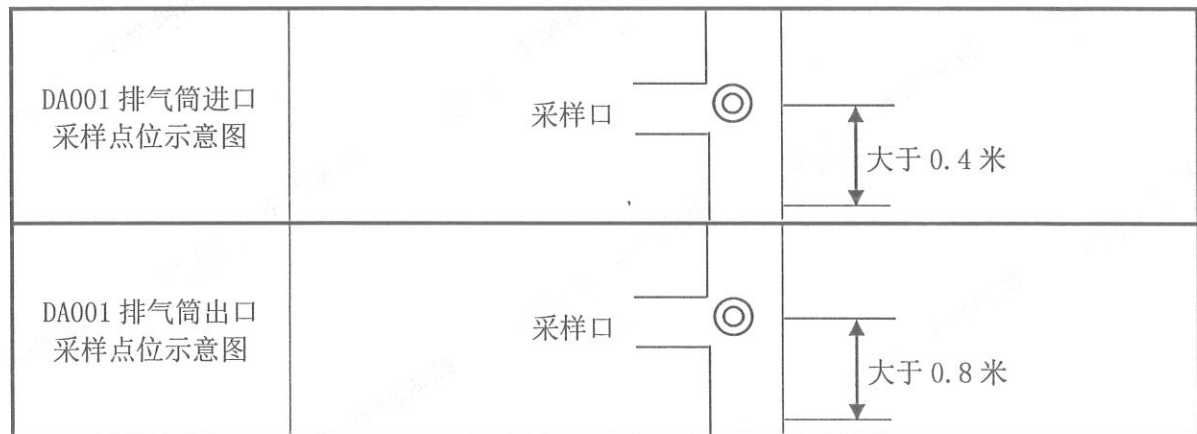 DA001 排气筒进口
采样点位示意图
采样口
大于 0.4 米
DA001 排气筒出口
采样点位示意图
采样口
大于 0.8 米